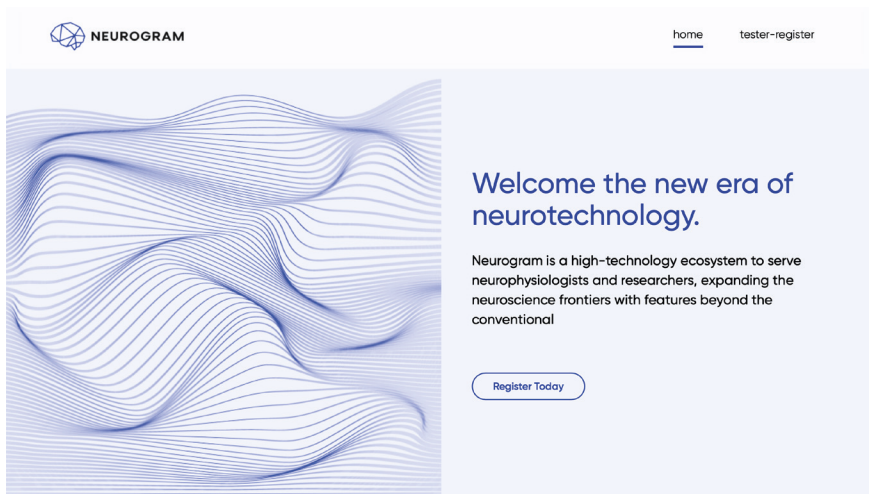 NEUROGRAM
home
tester-register
Welcome the new era of
neurotechnology.
Neurogram is a high-technology ecosystem to serve
neurophysiologists and researchers, expanding the
neuroscience frontiers with features beyond the
conventional
Register Today